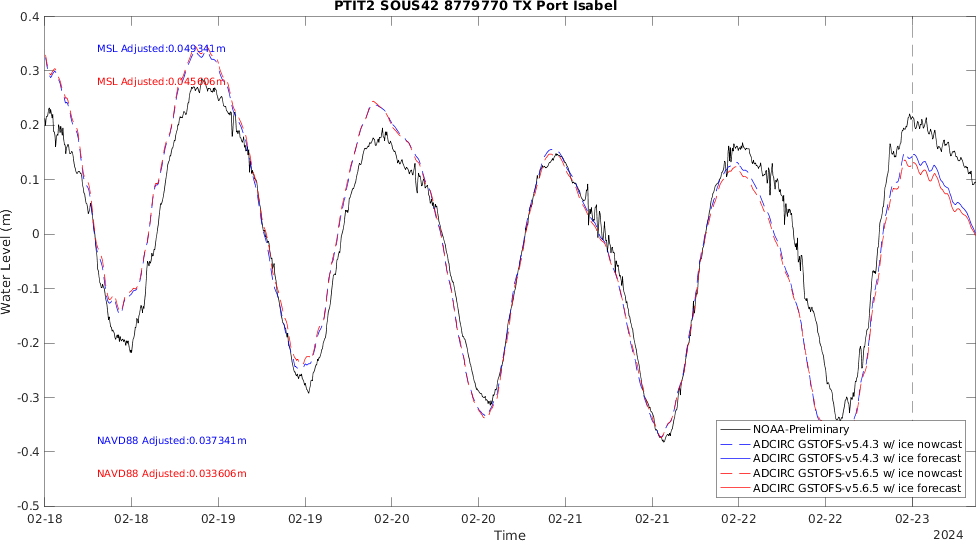 PTIT2 SOUS42 8779770 TX Port Isabel
0.4
0.3
0.2
0.1
0
-0.1
-0.2
-0.3
-0.4
-0.5
Water Level (m)
MSL Adjusted:0.049341m
MSL Adjusted:0.045606m
NAVD88 Adjusted:0.037341m
NAVD88 Adjusted:0.033606m
NOAA-Preliminary
ADCIRC GSTOFS-v5.4.3 w/ ice nowcast
ADCIRC GSTOFS-v5.4.3 w/ ice forecast
ADCIRC GSTOFS-v5.6.5 w/ ice nowcast
ADCIRC GSTOFS-v5.6.5 w/ ice forecast
02-18 02-18 02-19 02-19 02-20 02-20 02-21 02-21 02-22 02-22 02-23
Time
2024